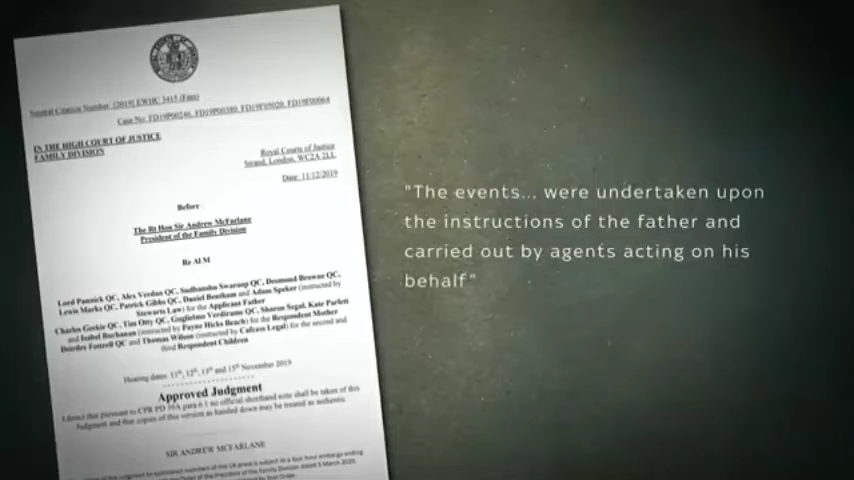 Neutral Citation Number: [2019] EWHC 3415 (Fam)
Case No. FD19P00246, FD19P00380, FD19F05020, FD19F00064
IN THE HIGH COURT OF JUSTICE
FAMILY DIVISION
Royal Courts of Justice
Strand, London, WC2A 2LL
Date: 11/12/2019
Before
The Rt Hon Sir Andrew McFarlane
President of the Family Division
Re Al M
Lord Pannick QC, Alex Verdan QC, Sudhanshu Swaroop QC, Desmond Browne QC,
Lewis Marks QC, Patrick Gibbs QC, Daniel Bentham and Adam Speker (instructed by
Stewarts Law) for the Applicant Father
Charles Geekie QC, Tim Otty QC, Guglielmo Verdirame QC, Sharon Segal, Kate Parlett
and Isabel Buchanan (instructed by Payne Hicks Beach) for the Respondent Mother
Deirdre Fottrell QC and Thomas Wilson (instructed by Cafcass Legal) for the second and
third Respondent Children
Hearing dates: 11th, 12th, 13th and 15th November 2019
Approved Judgment
I direct that pursuant to CPR PD 39A para 6.1 no official shorthand note shall be taken of this
Judgment and that copies of this version as handed down may be treated as authentic
SIR ANDREW MCFARLANE
"The events... were undertaken upon
the instructions of the father and
carried out by agents acting on his
behalf"